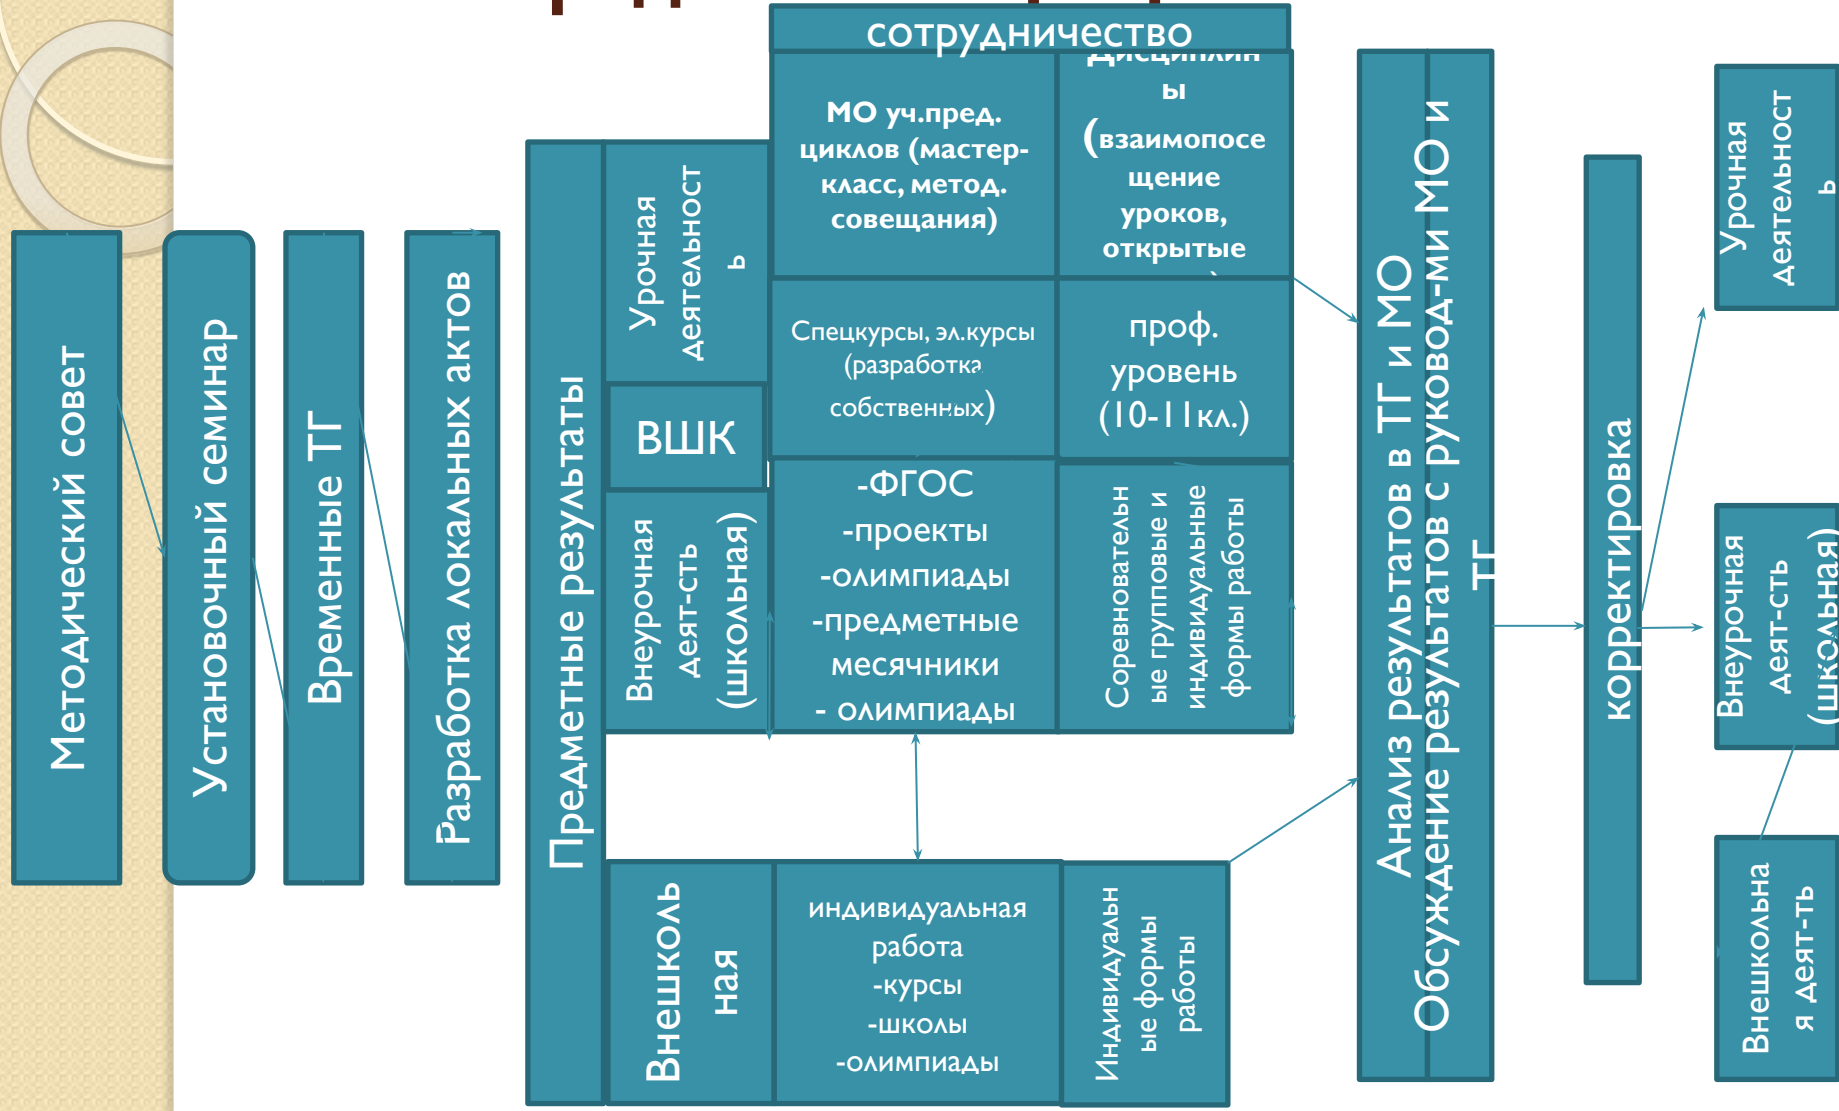 Методический совет
Установочный семинар
Временные ТГ
Разработка локальных актов
Предметные результаты
Урочная
деятельност
ь
ВШК
Внеурочная
деят-сть
(школьная)
Внешколь
ная
сотрудничество
МО уч.пред.
циклов (мастер-
класс, метод.
совещания)
Дисциплин
ы
(взаимопосе
щение
уроков,
открытые
Спецкурсы, эл.курсы
(разработка
собственных)
проф.
уровень
(10-11кл.)
-ФГОС
-проекты
-олимпиады
-предметные
месячники
- олимпиады
Соревновательн
ые групповые и
индивидуальные
формы работы
индивидуальная
работа
-курсы
-школы
-олимпиады
Индивидуальн
ые формы
работы
Анализ результатов в ТГ и МО
Обсуждение результатов с руковод-ми МО и
ТГ
корректировка
Урочная
деятельност
ь
Внеурочная
деят-сть
(школьная)
Внешкольна
я деят-ть